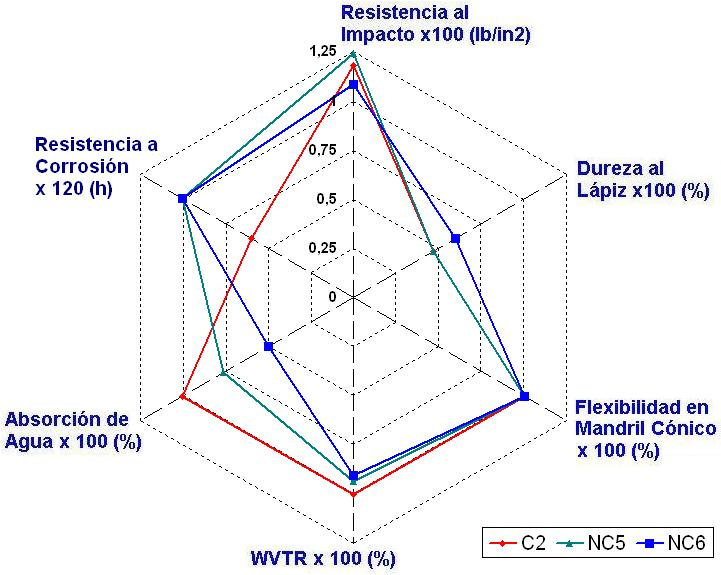 Resistencia al
Impacto x100 (lb/in2)
1,25
1
0,75
0,5
0,25
0
Resistencia a
Corrosión
x 120 (h)
Dureza al
Lápiz x100 (%)
Absorción de
Agua x 100 (%)
Flexibilidad en
Mandril Cónico
x 100 (%)
WVTR x 100 (%)
C2 NC5 NC6